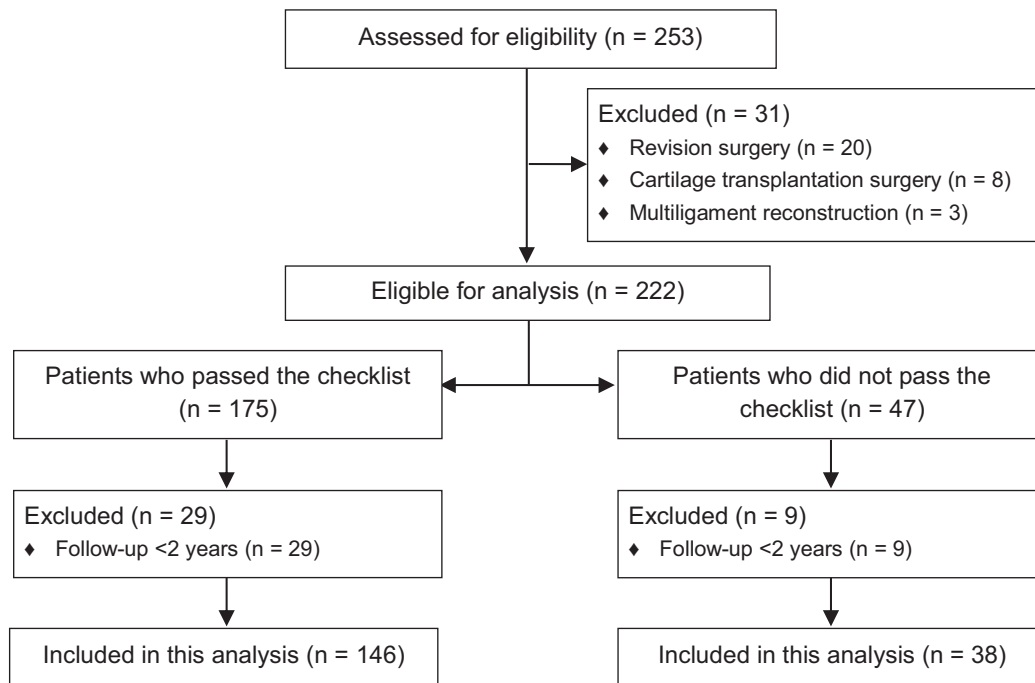 Assessed for eligibility (n = 253)
Excluded (n = 31)
♦ Revision surgery (n = 20)
♦ Cartilage transplantation surgery (n = 8)
♦ Multiligament reconstruction (n = 3)
Eligible for analysis (n = 222)
Patients who passed the checklist
(n = 175)
Patients who did not pass the
checklist (n = 47)
Excluded (n = 29)
♦ Follow-up <2 years (n = 29)
Excluded (n = 9)
♦ Follow-up <2 years (n = 9)
Included in this analysis (n = 146)
Included in this analysis (n = 38)